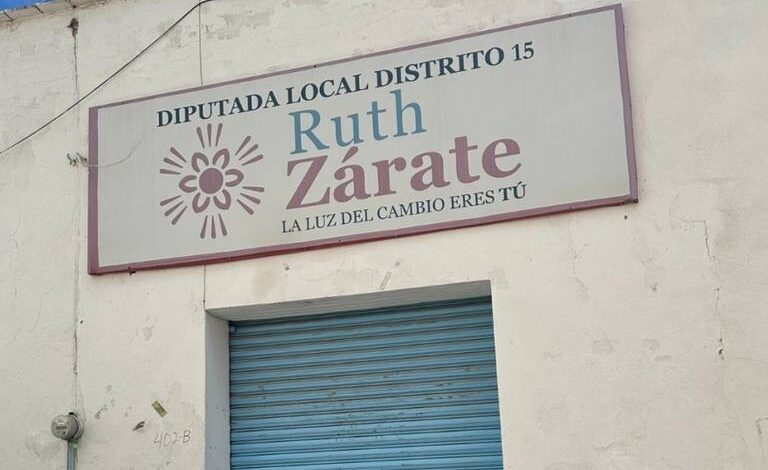 DIPUTADA LOCAL DISTRITO 15
Ruth
Zárate
LA LUZ DEL CAMBIO ERES TÚ
402-B